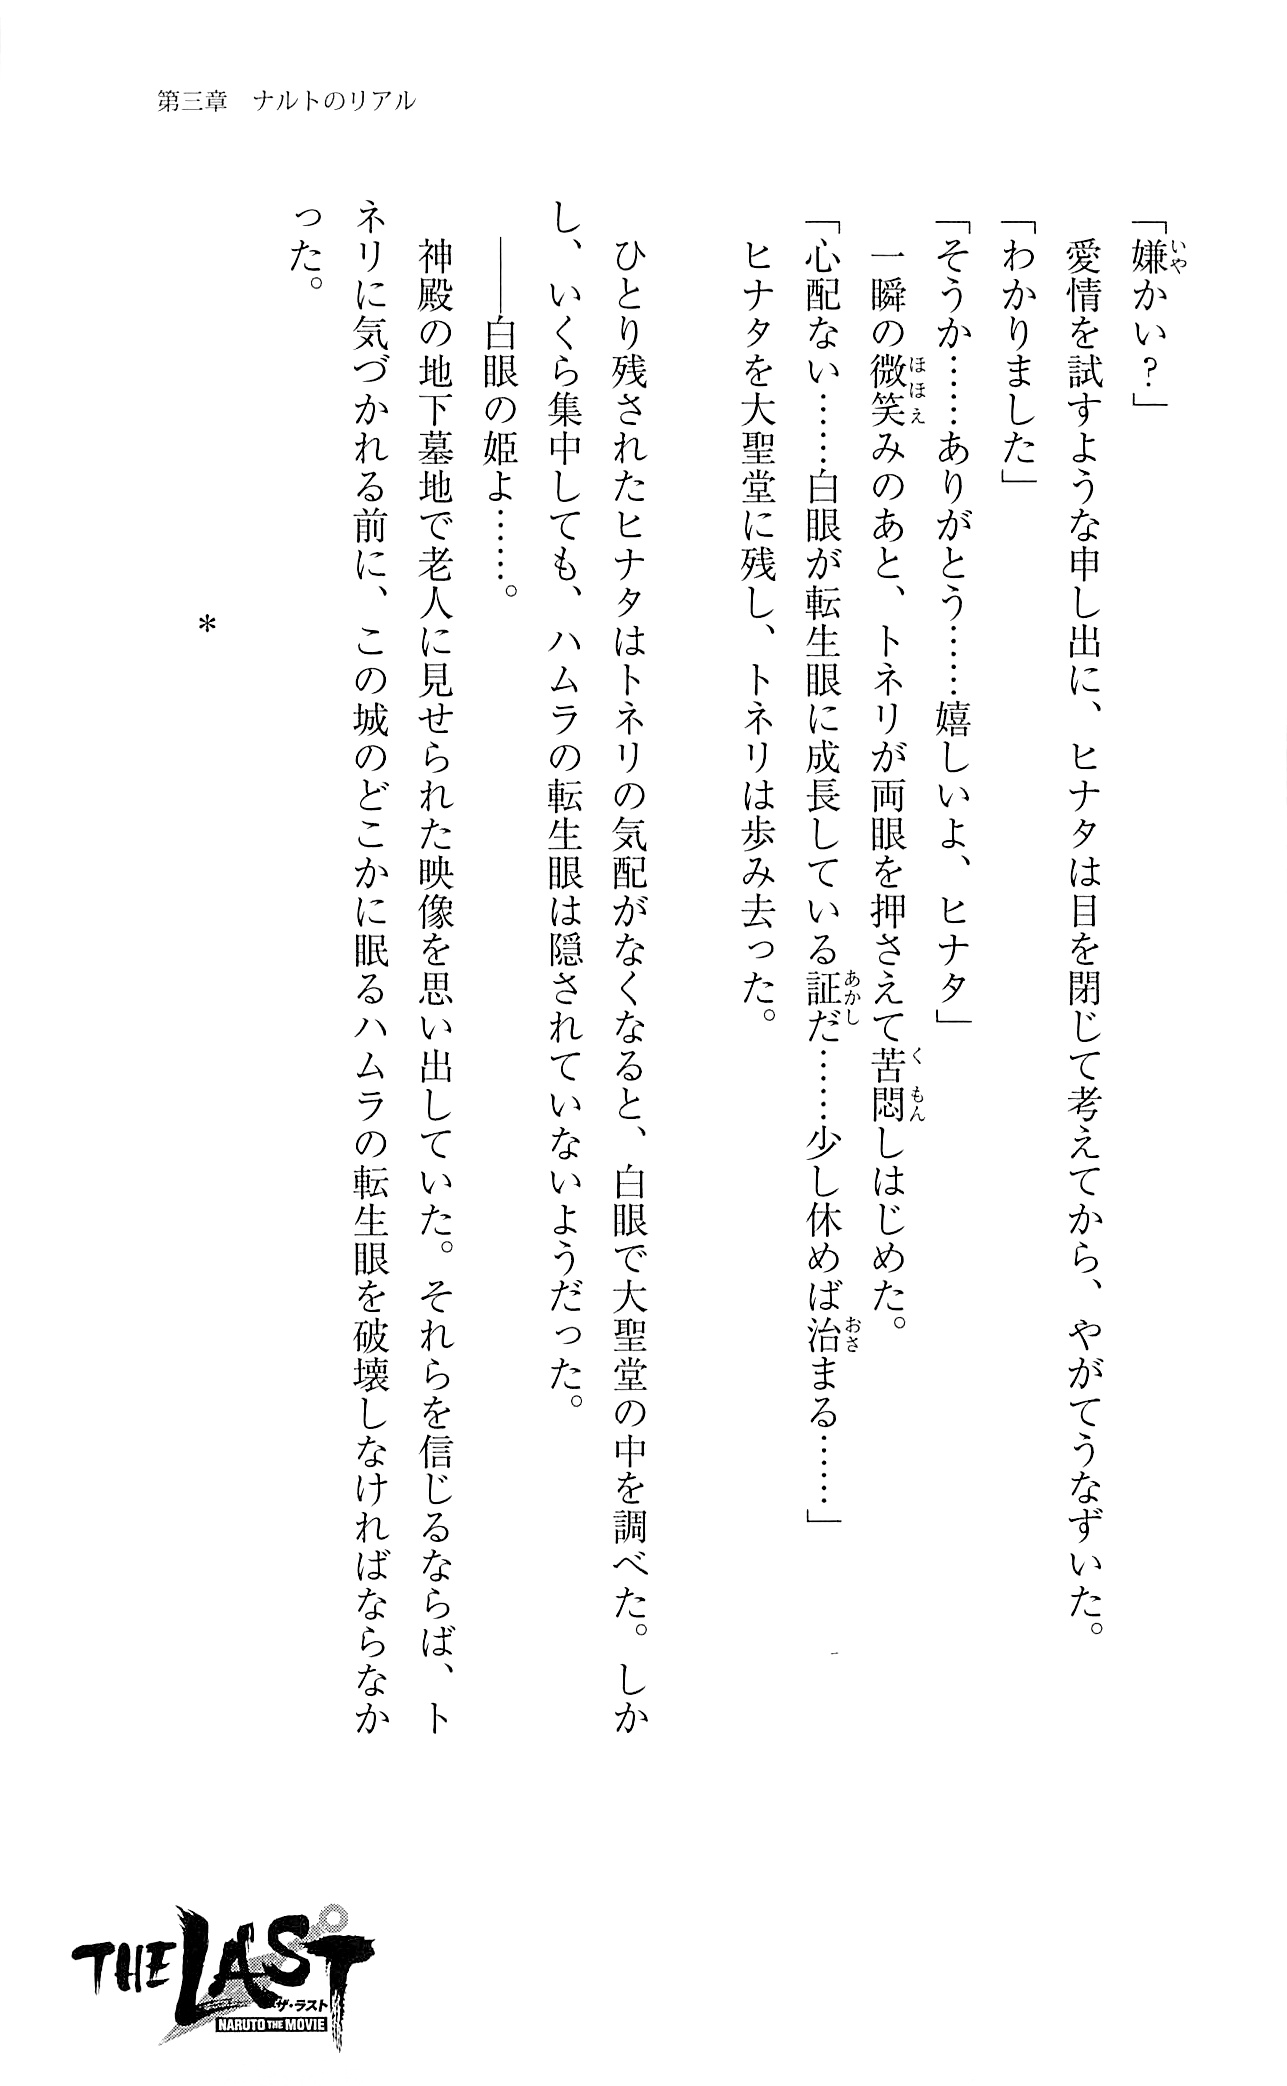 第三章　ナルトのリアル
「嫌かい？」
　愛情を試すような申し出に、ヒナタは目を閉じて考えてから、やがてうなずいた。
「わかりました」
「そうか……ありがとう……嬉しいよ、ヒナタ」
　一瞬の微笑みのあと、トネリが両眼を押さえて苦悶しはじめた。
「心配ない……白眼が転生眼に成長している証だ……少し休めば治まる……」
　ヒナタを大聖堂に残し、トネリは歩み去った。
　ひとり残されたヒナタはトネリの気配がなくなると、白眼で大聖堂の中を調べた。しか
し、いくら集中しても、ハムラの転生眼は隠されていないようだった。
　――白眼の姫よ……。
　神殿の地下墓地で老人に見せられた映像を思い出していた。それらを信じるならば、ト
ネリに気づかれる前に、この城のどこかに眠るハムラの転生眼を破壊しなければならなか
った。
＊
THE LAST
ザ・ラスト
NARUTO THE MOVIE